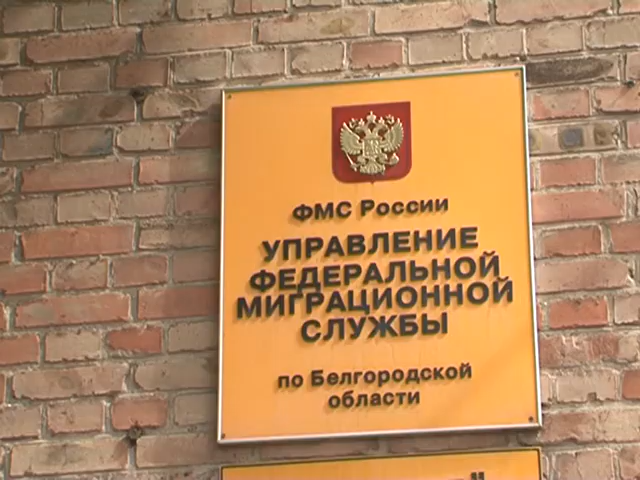 ФМС России
УПРАВЛЕНИЕ
ФЕДЕРАЛЬНОЙ
МИГРАЦИОННОЙ
СЛУЖБЫ
по Белгородской
области